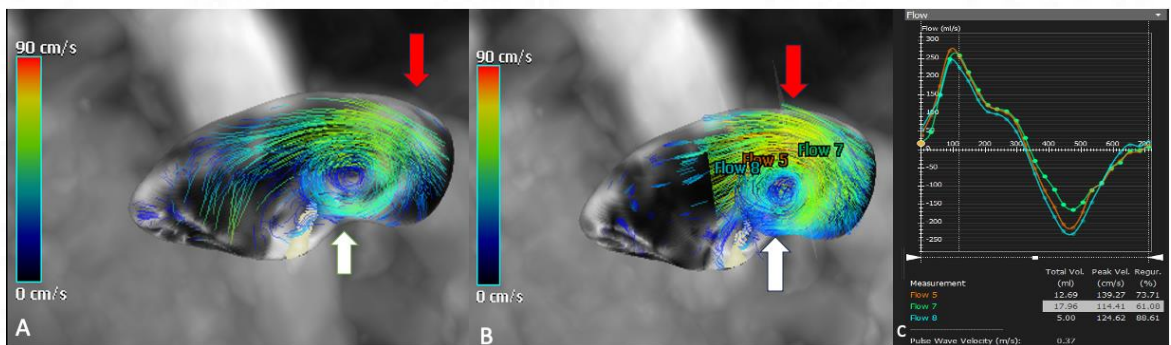 90 cm/s
0 cm/s
A
90 cm/s
Flow 5
Flow 7
Flow 8
0 cm/s
B
Flow
Flow (ml/s)
300
250
200
150
100
50
0
-50
-100
-150
-200
-250
100
200
300
400
500
600
700
Total Vol. Peak Vel. Regur.
Measurement (ml) (cm/s) (%)
Flow 5 12.69 139.27 73.71
Flow 7 17.96 114.41 61.08
Flow 8 5.00 124.62 88.61
Pulse Wave Velocity (m/s): 0.37
C